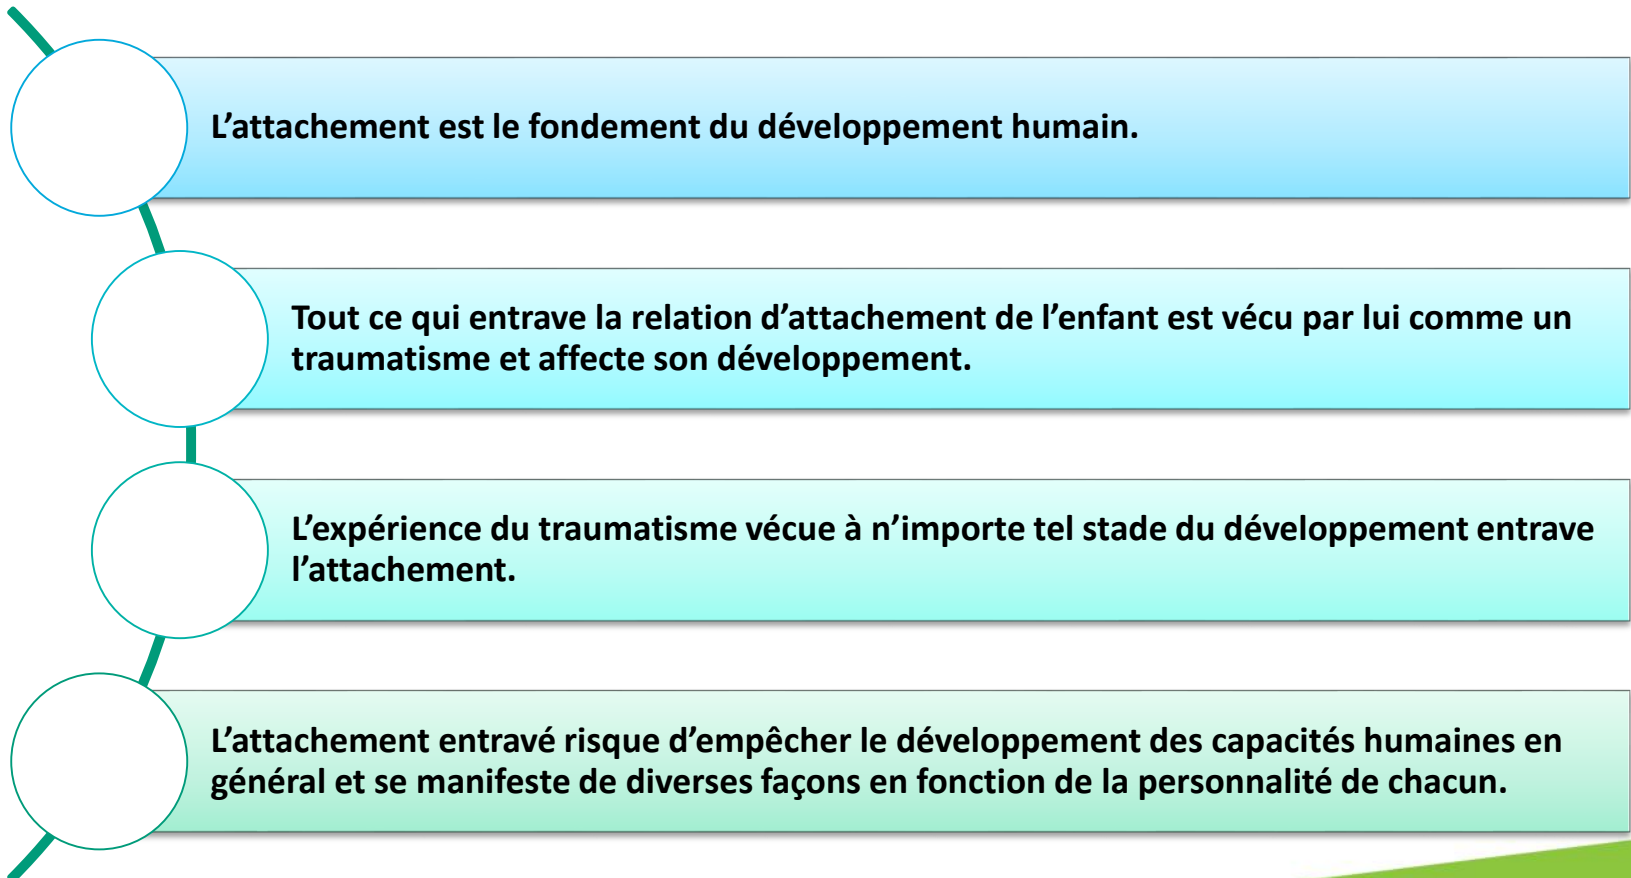 L’attachement est le fondement du développement humain.
Tout ce qui entrave la relation d’attachement de l’enfant est vécu par lui comme un
traumatisme et affecte son développement.
L’expérience du traumatisme vécue à n’importe tel stade du développement entrave
l’attachement.
L’attachement entravé risque d’empêcher le développement des capacités humaines en
général et se manifeste de diverses façons en fonction de la personnalité de chacun.